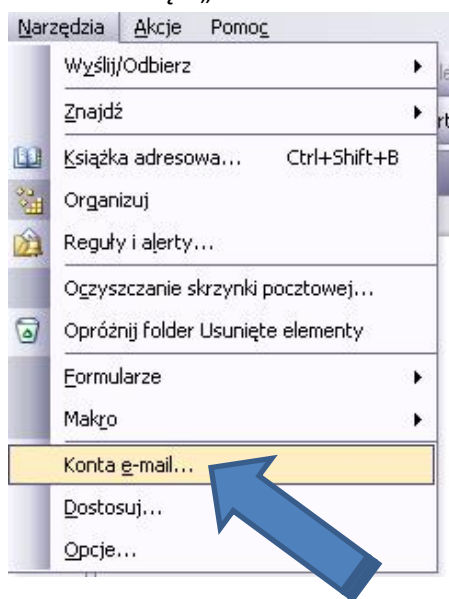 Narzędzia Akcje Pomoc
Wyślij/Odbierz
Znajdź
Książka adresowa... Ctrl+Shift+B
Organizuj
Reguły i alerty...
Oczyszczanie skrzynki pocztowej...
Opróżnij folder Usunięte elementy
Formularze
Makro
Konta e-mail...
Dostosuj...
Opcje...